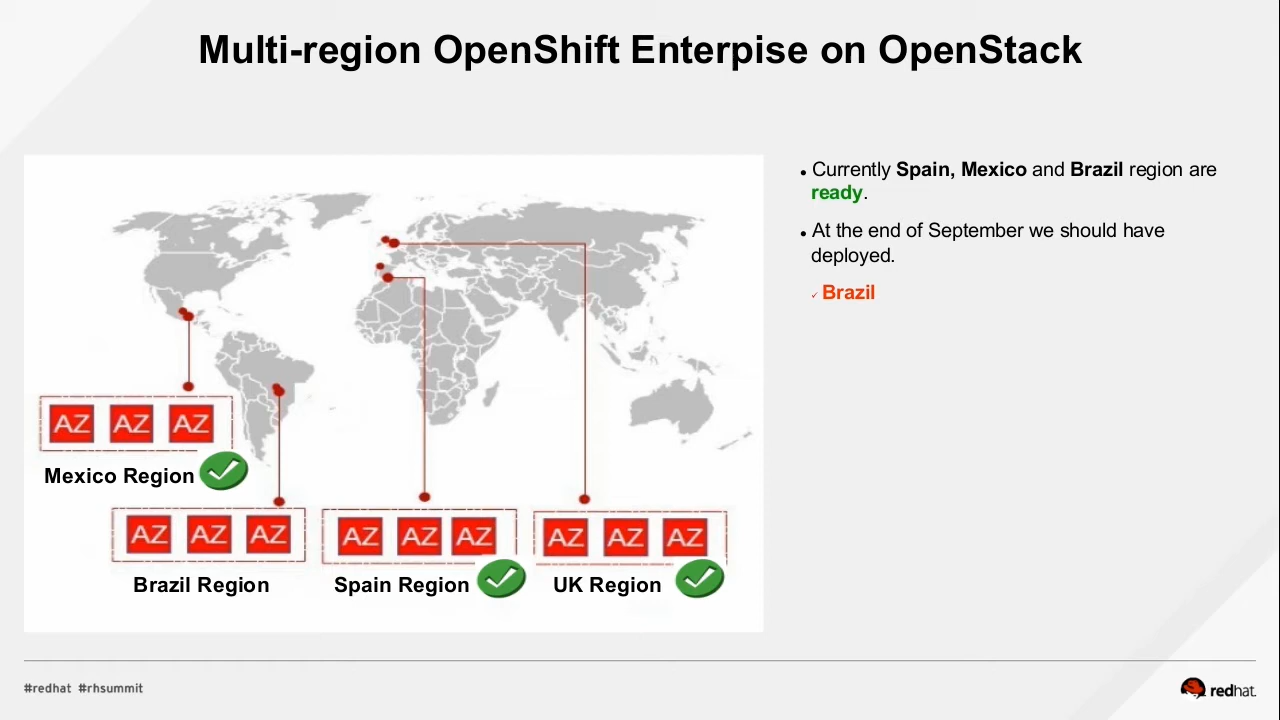 Multi-region OpenShift Enterpise on OpenStack
• Currently Spain, Mexico and Brazil region are
ready.
• At the end of September we should have
deployed.
✓ Brazil
AZ AZ AZ
Mexico Region
AZ AZ AZ
Brazil Region
AZ AZ AZ
Spain Region
AZ AZ AZ
UK Region
#redhat #rhsummit
redhat.